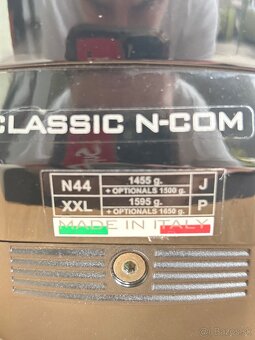 CLASSIC N-COM
N44 1455 g. J
+ OPTIONALS 1500 g.
XXL 1595 g. P
+ OPTIONALS 1650 g.
MADE IN ITALY